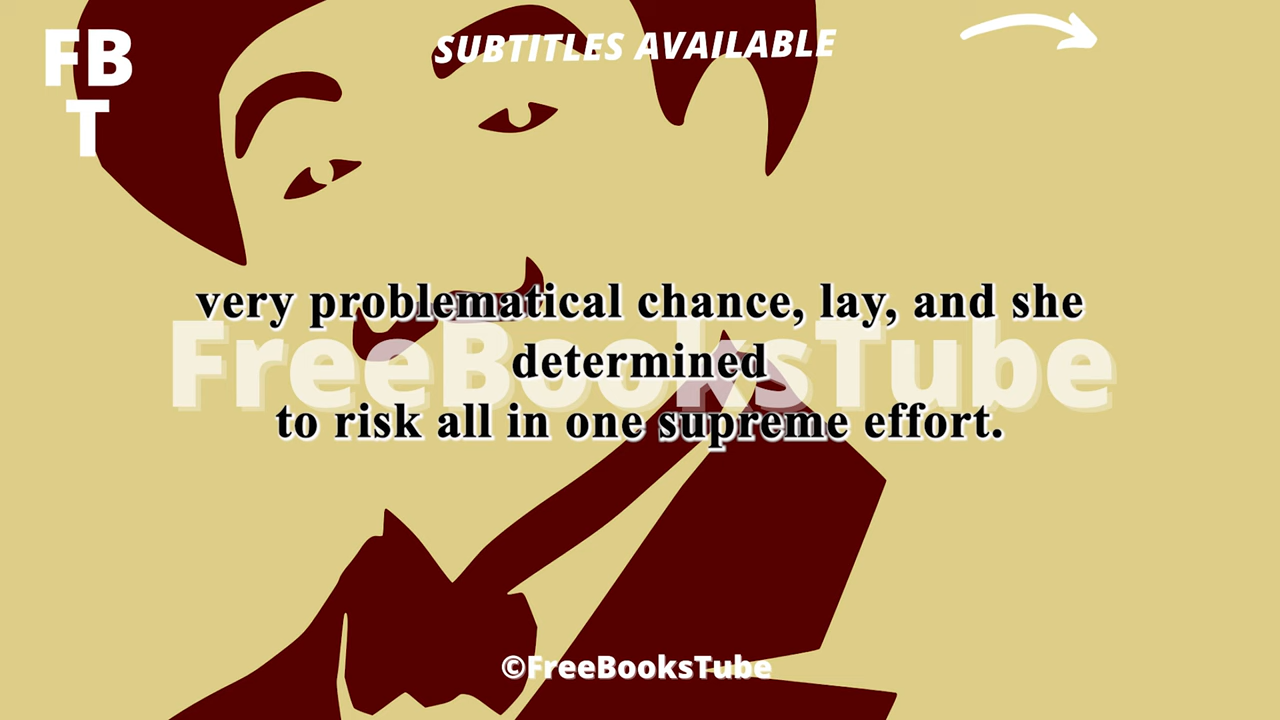 FB
T
SUBTITLES AVAILABLE
very problematical chance, lay, and she
determined
to risk all in one supreme effort.
FreeBooksTube
©FreeBooksTube